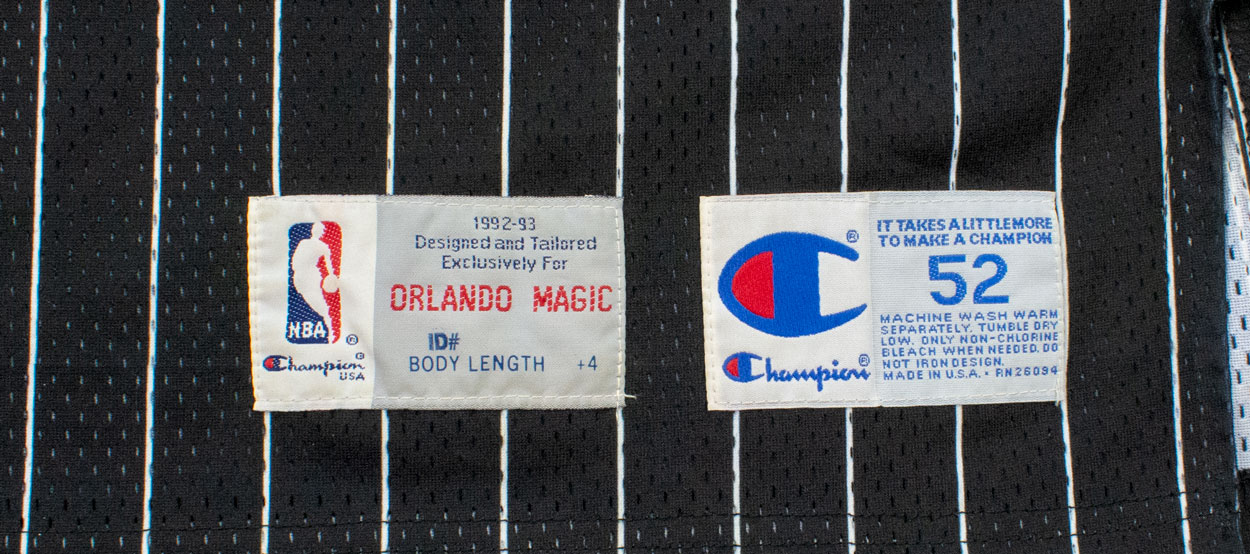 1992-93
Designed and Tailored
Exclusively For
ORLANDO MAGIC
ID#
BODY LENGTH +4
NBA ®
Champion ®
USA
®
Champion ®
IT TAKES A LITTLE MORE
TO MAKE A CHAMPION
52
MACHINE WASH WARM
SEPARATELY. TUMBLE DRY
LOW. ONLY NON-CHLORINE
BLEACH WHEN NEEDED. DO
NOT IRON DESIGN.
MADE IN U.S.A. • RN26094